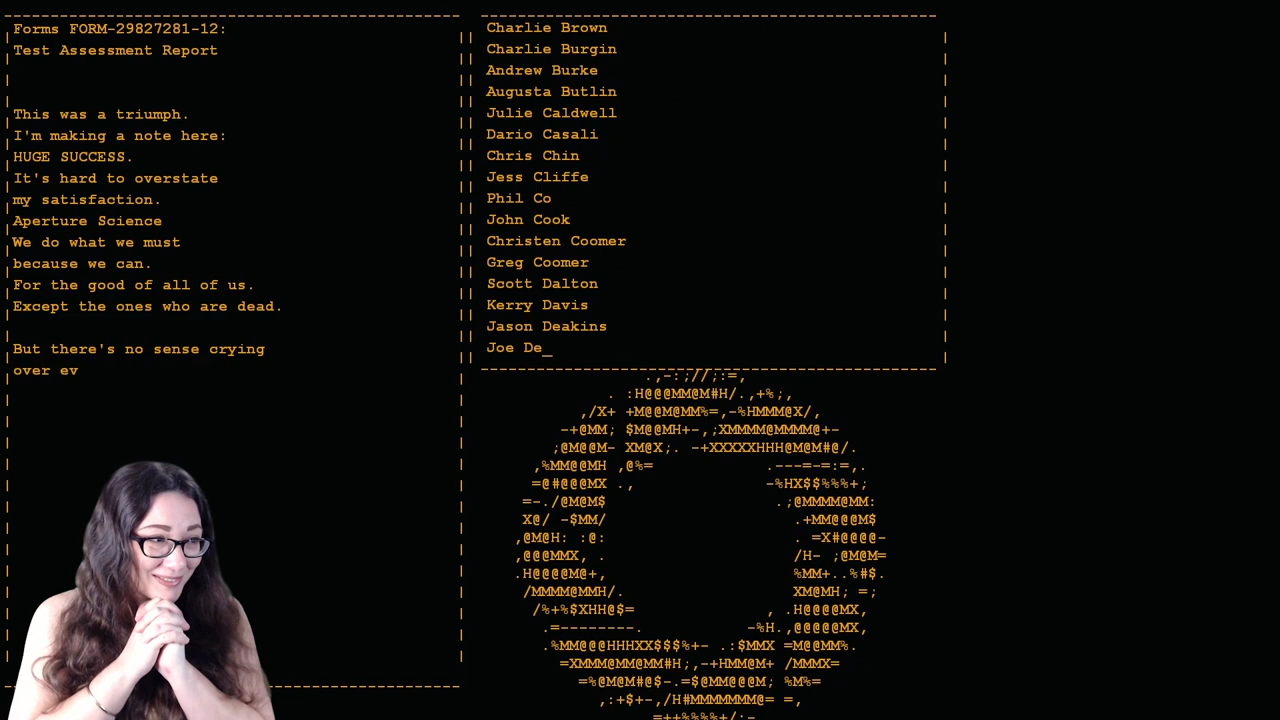 Forms FORM-29827281-12:
Test Assessment Report
This was a triumph.
I'm making a note here:
HUGE SUCCESS.
It's hard to overstate
my satisfaction.
Aperture Science
We do what we must
because we can.
For the good of all of us.
Except the ones who are dead.
But there's no sense crying
over ev
Charlie Brown
Charlie Burgin
Andrew Burke
Augusta Butlin
Julie Caldwell
Dario Casali
Chris Chin
Jess Cliffe
Phil Co
John Cook
Christen Coomer
Greg Coomer
Scott Dalton
Kerry Davis
Jason Deakins
Joe De_